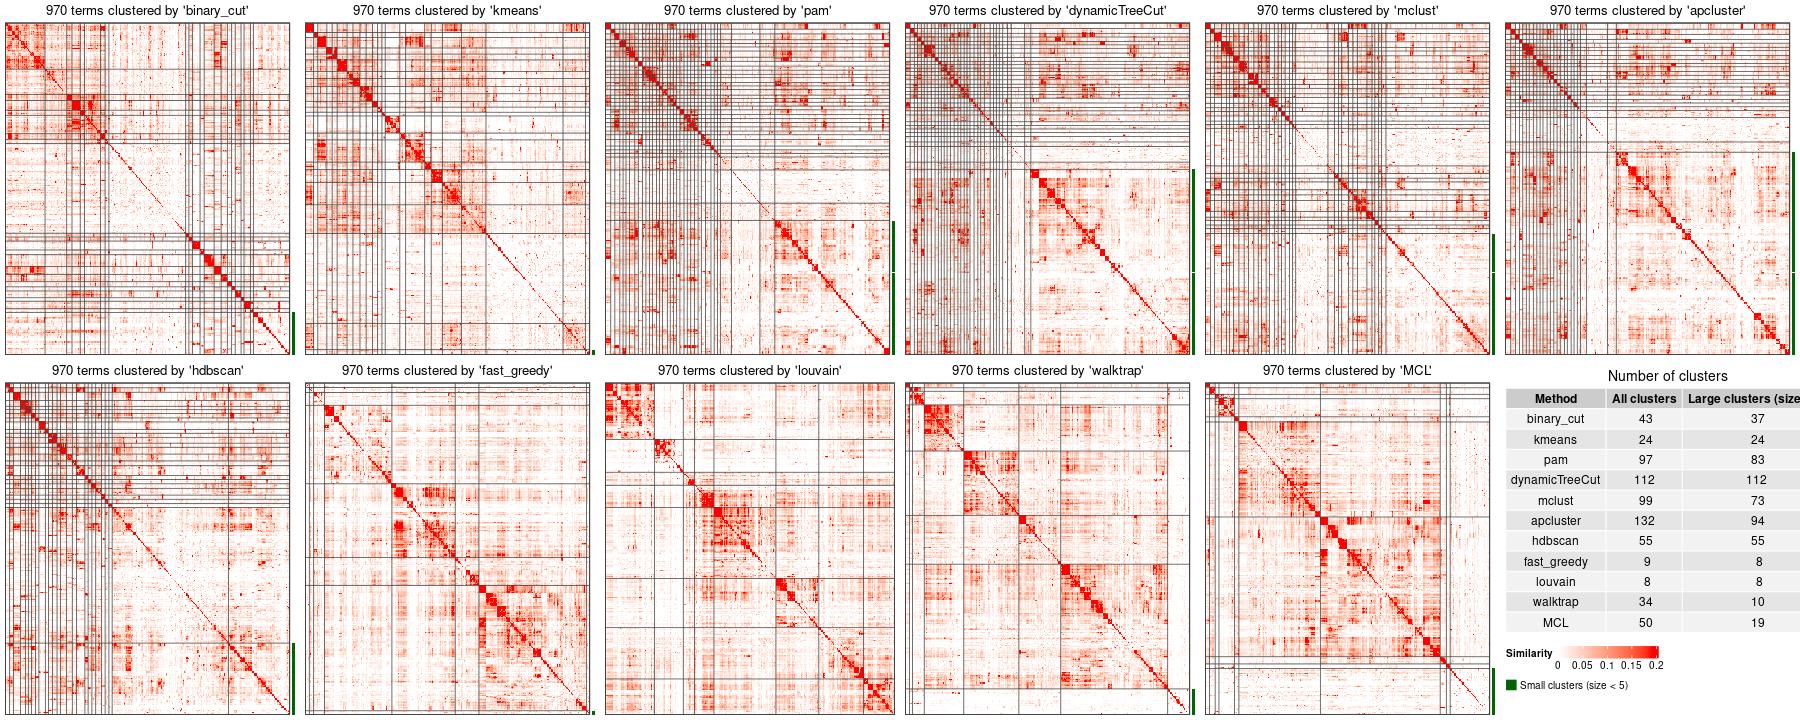 970 terms clustered by 'binary_cut'
970 terms clustered by 'kmeans'
970 terms clustered by 'pam'
970 terms clustered by 'dynamicTreeCut'
970 terms clustered by 'mclust'
970 terms clustered by 'apcluster'
970 terms clustered by 'hdbscan'
970 terms clustered by 'fast_greedy'
970 terms clustered by 'louvain'
970 terms clustered by 'walktrap'
970 terms clustered by 'MCL'
Number of clusters
Method All clusters Large clusters (size
binary_cut 43 37
kmeans 24 24
pam 97 83
dynamicTreeCut 112 112
mclust 99 73
apcluster 132 94
hdbscan 55 55
fast_greedy 9 8
louvain 8 8
walktrap 34 10
MCL 50 19
Similarity
0 0.05 0.1 0.15 0.2
Small clusters (size < 5)